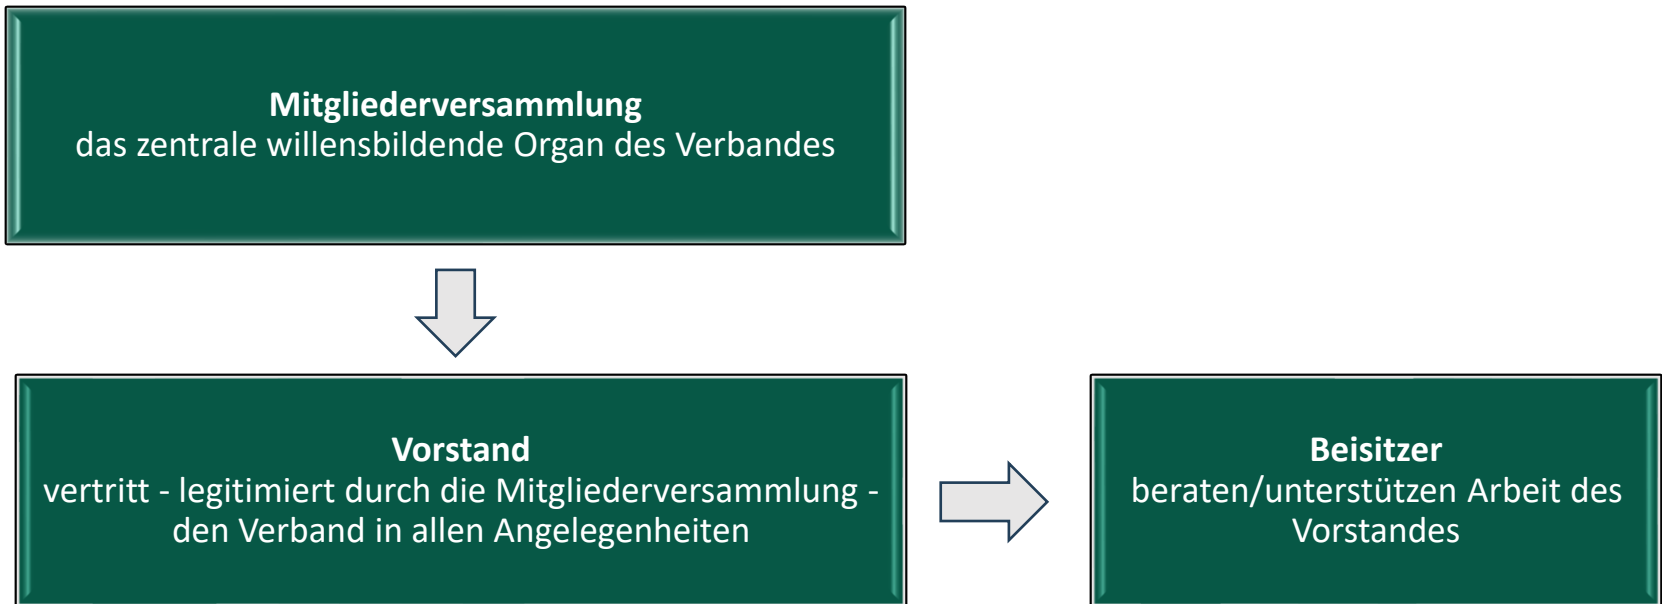 Mitgliederversammlung
das zentrale willensbildende Organ des Verbandes
Vorstand
vertritt - legitimiert durch die Mitgliederversammlung -
den Verband in allen Angelegenheiten
Beisitzer
beraten/unterstützen Arbeit des
Vorstandes